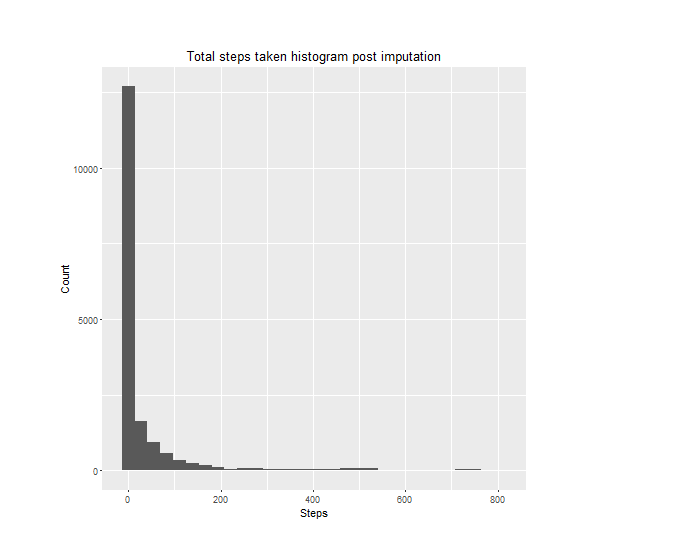 Total steps taken histogram post imputation
10000
5000
0
Count
0 200 400 600 800
Steps